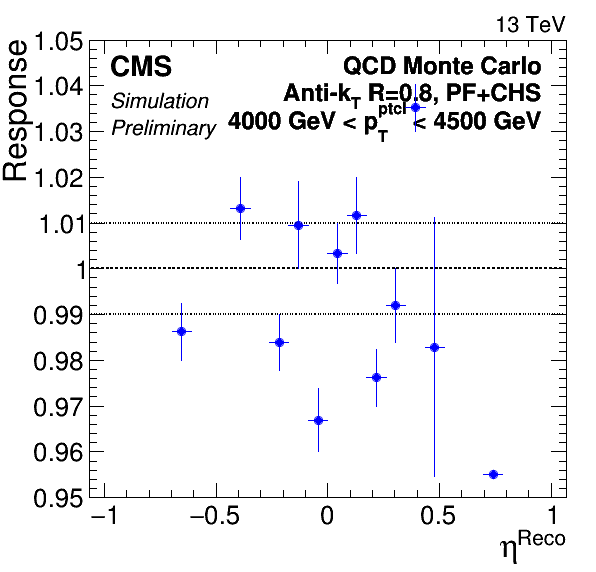 13 TeV
CMS
Simulation
Preliminary
QCD Monte Carlo
Anti-kT R=0.8, PF+CHS
4000 GeV < pT^ptcl < 4500 GeV
Response
1.05
1.04
1.03
1.02
1.01
1
0.99
0.98
0.97
0.96
0.95
−1
−0.5
0
0.5
1
η^Reco